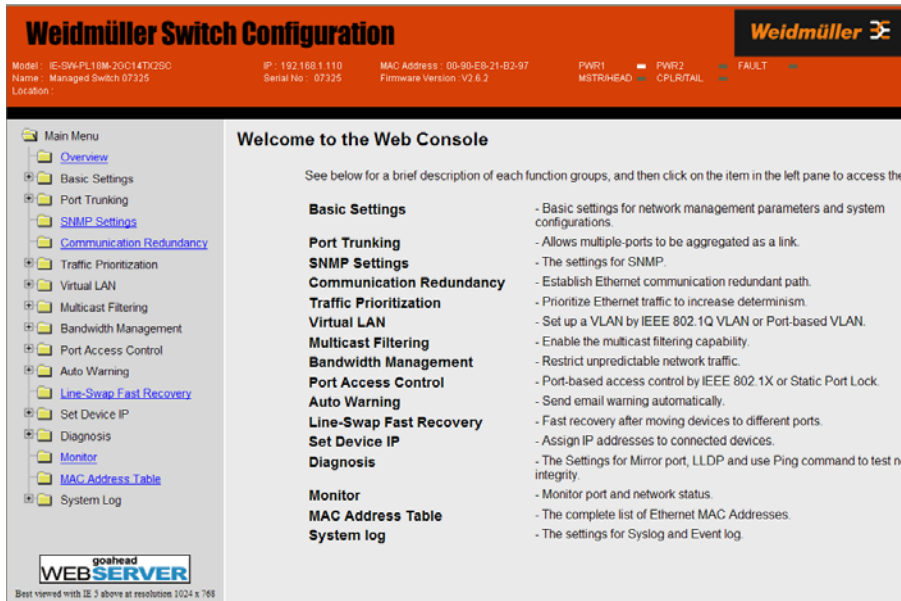 Weidmüller Switch Configuration
Weidmüller
Model : IE-SW-PL18M-2GC14TX2SC
IP : 192.168.1.110
MAC Address : 00-90-E8-21-B2-97
PWR1
PWR2
FAULT
Name : Managed Switch 07325
Serial No : 07325
Firmware Version : V2.6.2
MSTR/HEAD
CPLR/TAIL
Location :
Main Menu
Overview
Basic Settings
Port Trunking
SNMP Settings
Communication Redundancy
Traffic Prioritization
Virtual LAN
Multicast Filtering
Bandwidth Management
Port Access Control
Auto Warning
Line-Swap Fast Recovery
Set Device IP
Diagnosis
Monitor
MAC Address Table
System Log
goahead
WEBSERVER
Best viewed with IE 5 above at resolution 1024 x 768
Welcome to the Web Console
See below for a brief description of each function groups, and then click on the item in the left pane to access the
Basic Settings - Basic settings for network management parameters and system
configurations.
Port Trunking - Allows multiple-ports to be aggregated as a link.
SNMP Settings - The settings for SNMP.
Communication Redundancy - Establish Ethernet communication redundant path.
Traffic Prioritization - Prioritize Ethernet traffic to increase determinism.
Virtual LAN - Set up a VLAN by IEEE 802.1Q VLAN or Port-based VLAN.
Multicast Filtering - Enable the multicast filtering capability.
Bandwidth Management - Restrict unpredictable network traffic.
Port Access Control - Port-based access control by IEEE 802.1X or Static Port Lock.
Auto Warning - Send email warning automatically.
Line-Swap Fast Recovery - Fast recovery after moving devices to different ports.
Set Device IP - Assign IP addresses to connected devices.
Diagnosis - The Settings for Mirror port, LLDP and use Ping command to test
integrity.
Monitor - Monitor port and network status.
MAC Address Table - The complete list of Ethernet MAC Addresses.
System log - The settings for Syslog and Event log.